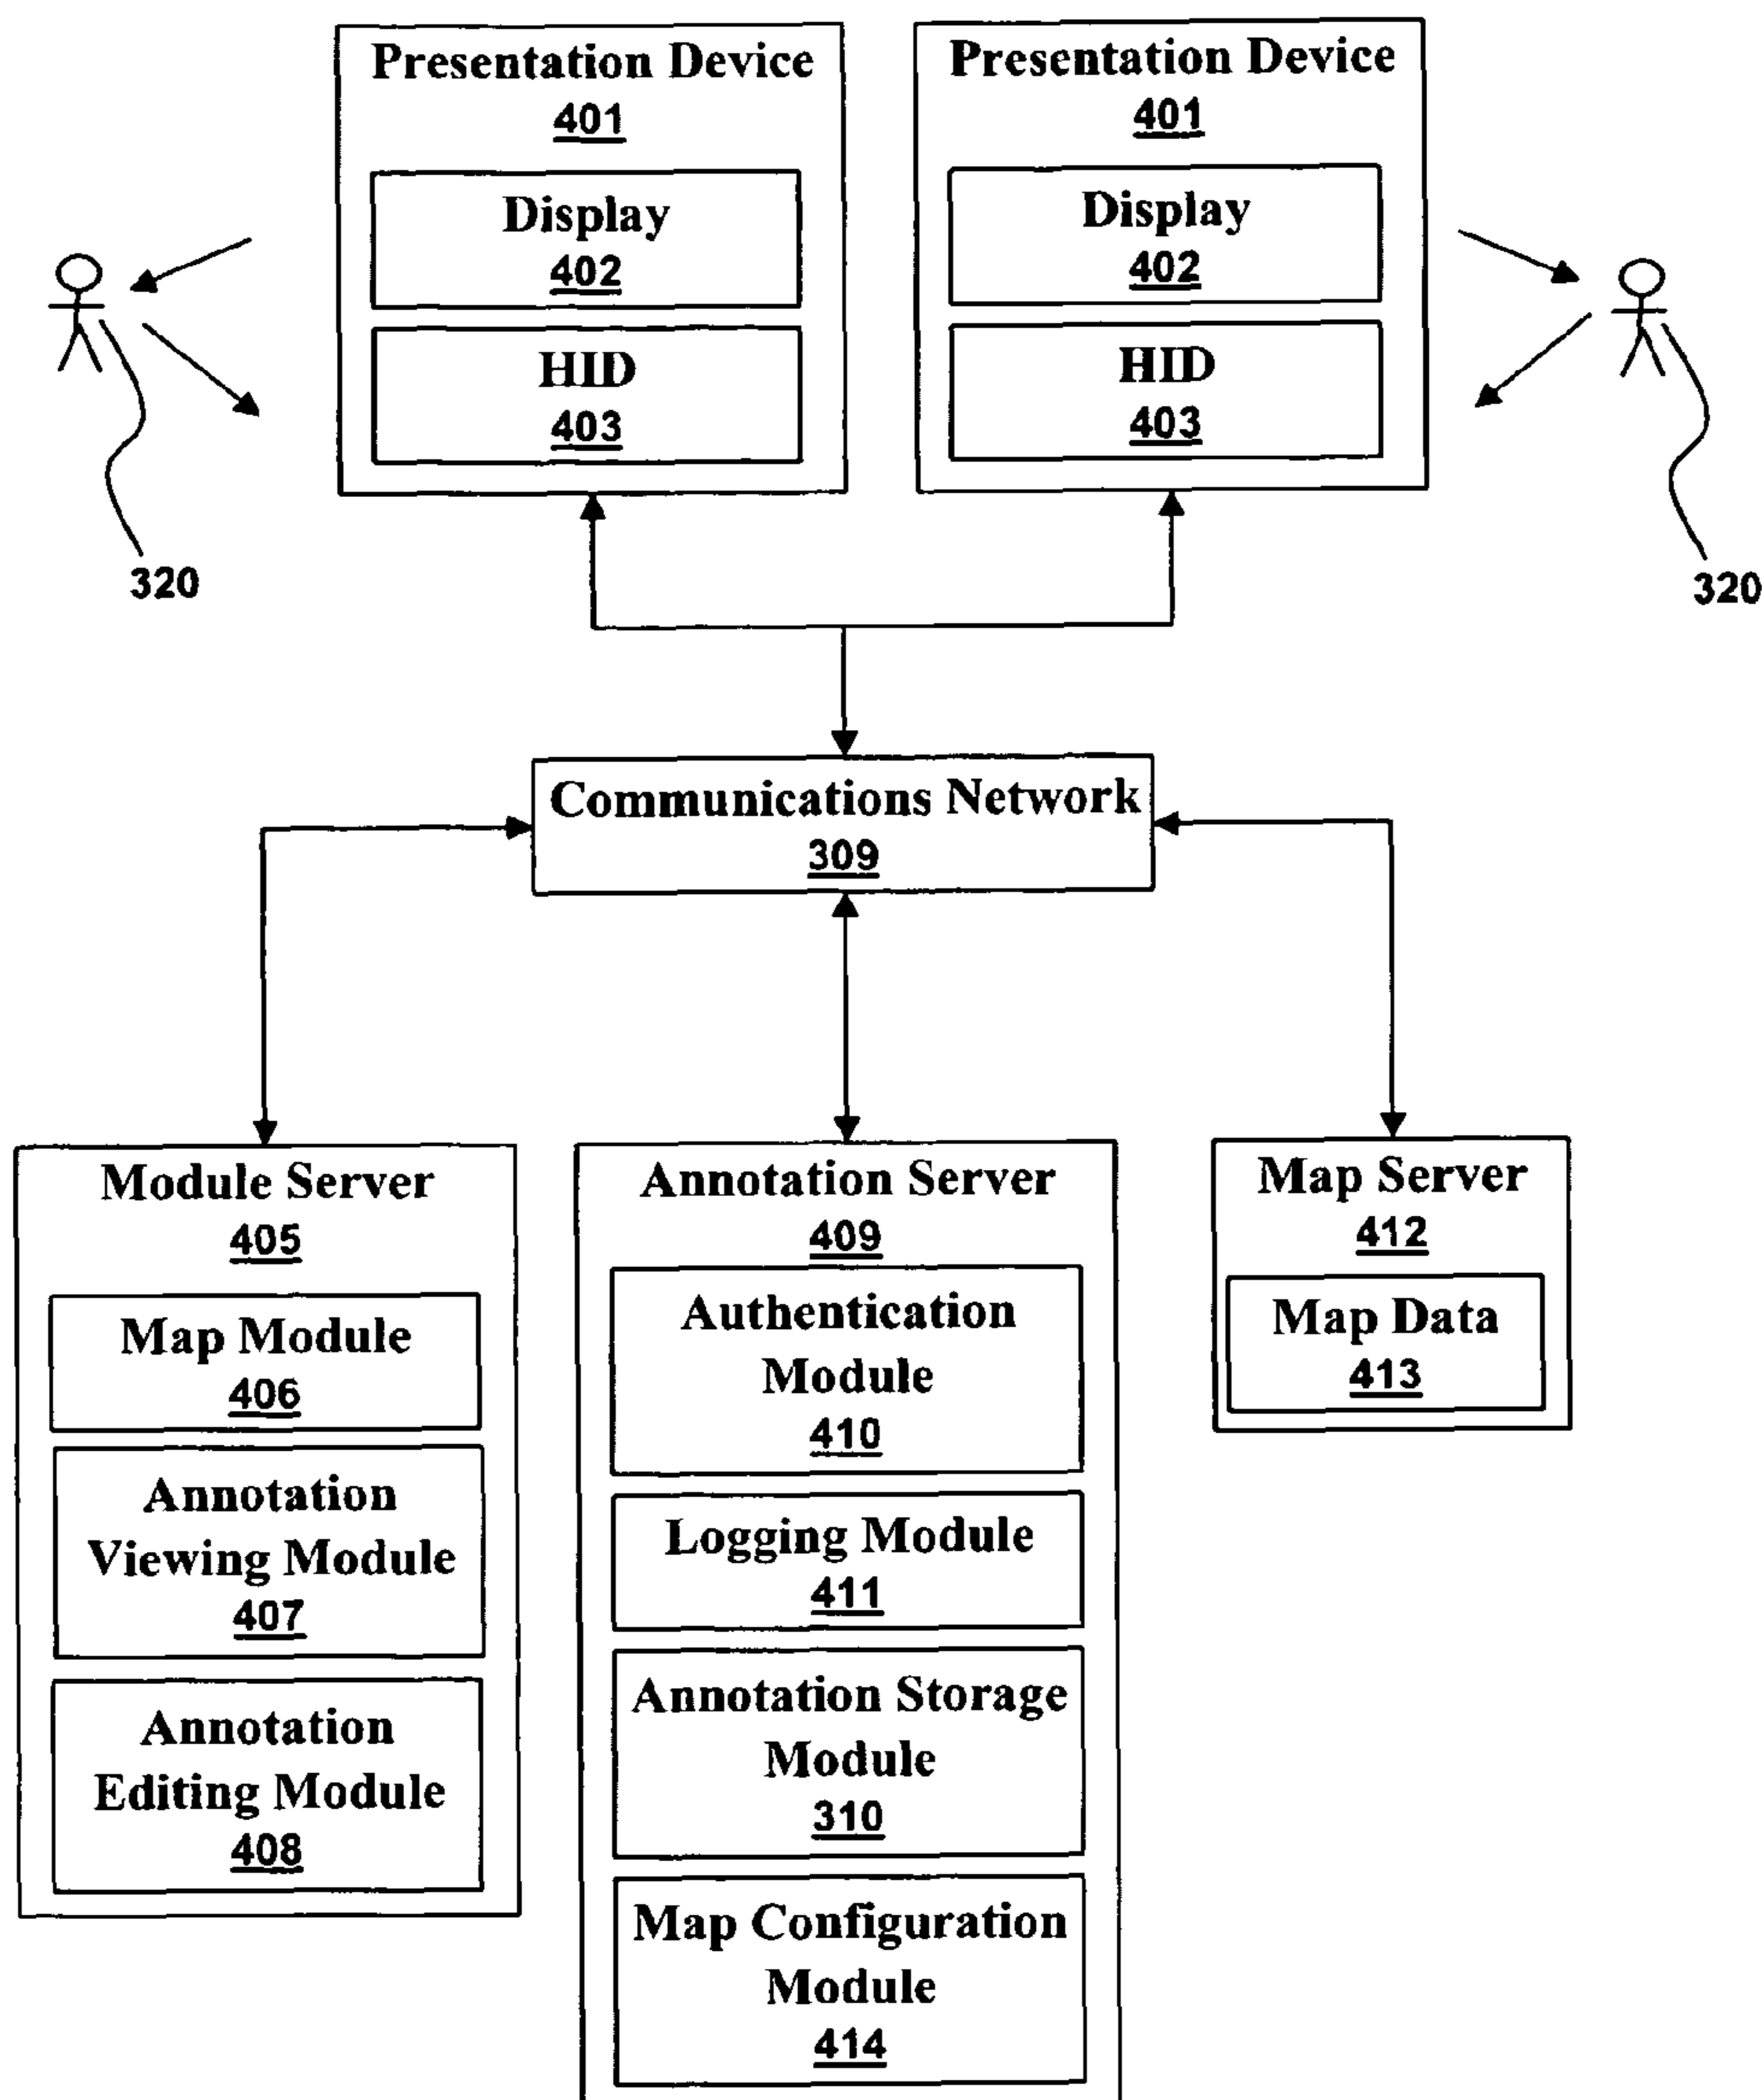 Presentation Device
401
Display
402
HID
403
Presentation Device
401
Display
402
HID
403
320
320
Communications Network
309
Module Server
405
Map Module
406
Annotation
Viewing Module
407
Annotation
Editing Module
408
Annotation Server
409
Authentication
Module
410
Logging Module
411
Annotation Storage
Module
310
Map Configuration
Module
414
Map Server
412
Map Data
413